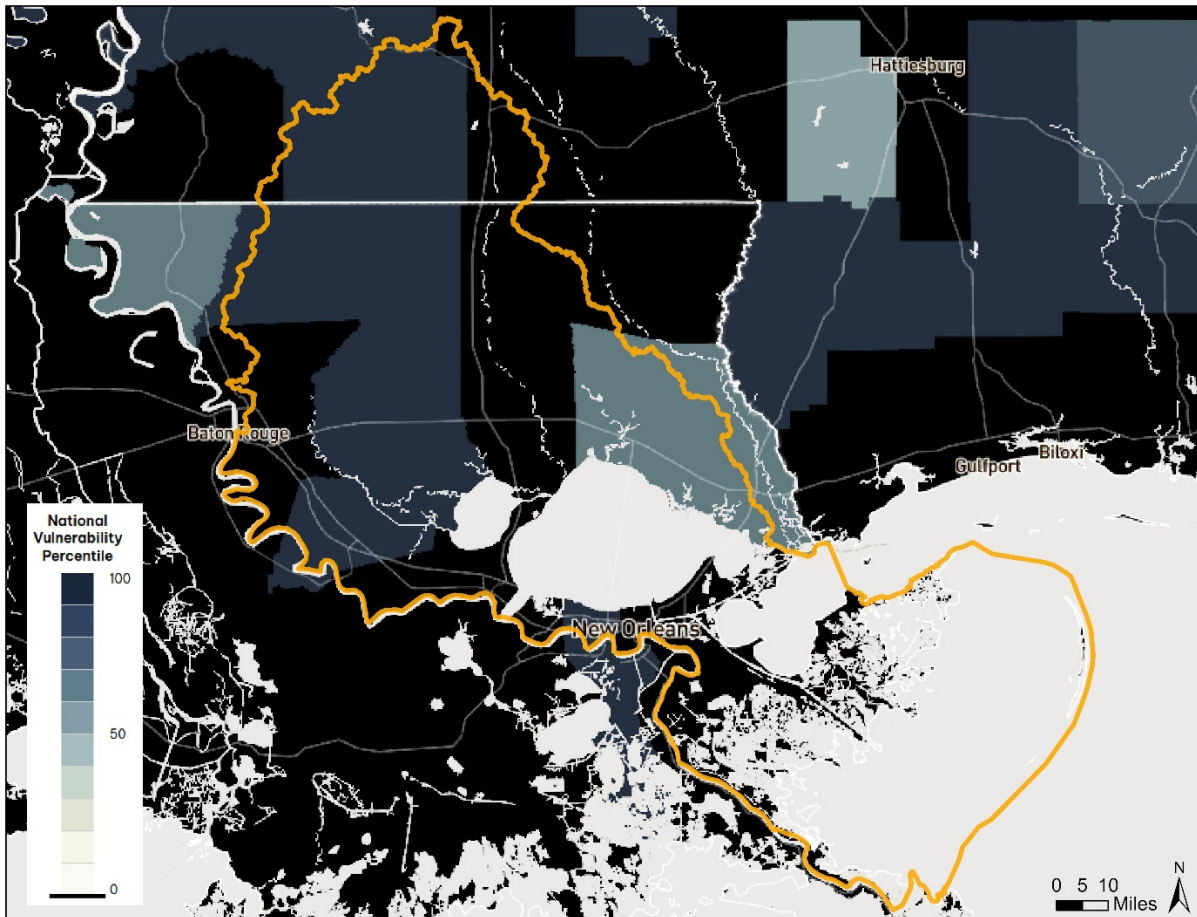 Hattiesburg
Baton Rouge
Gulfport
Biloxi
New Orleans
National
Vulnerability
Percentile
100
50
0
N
0 5 10
Miles